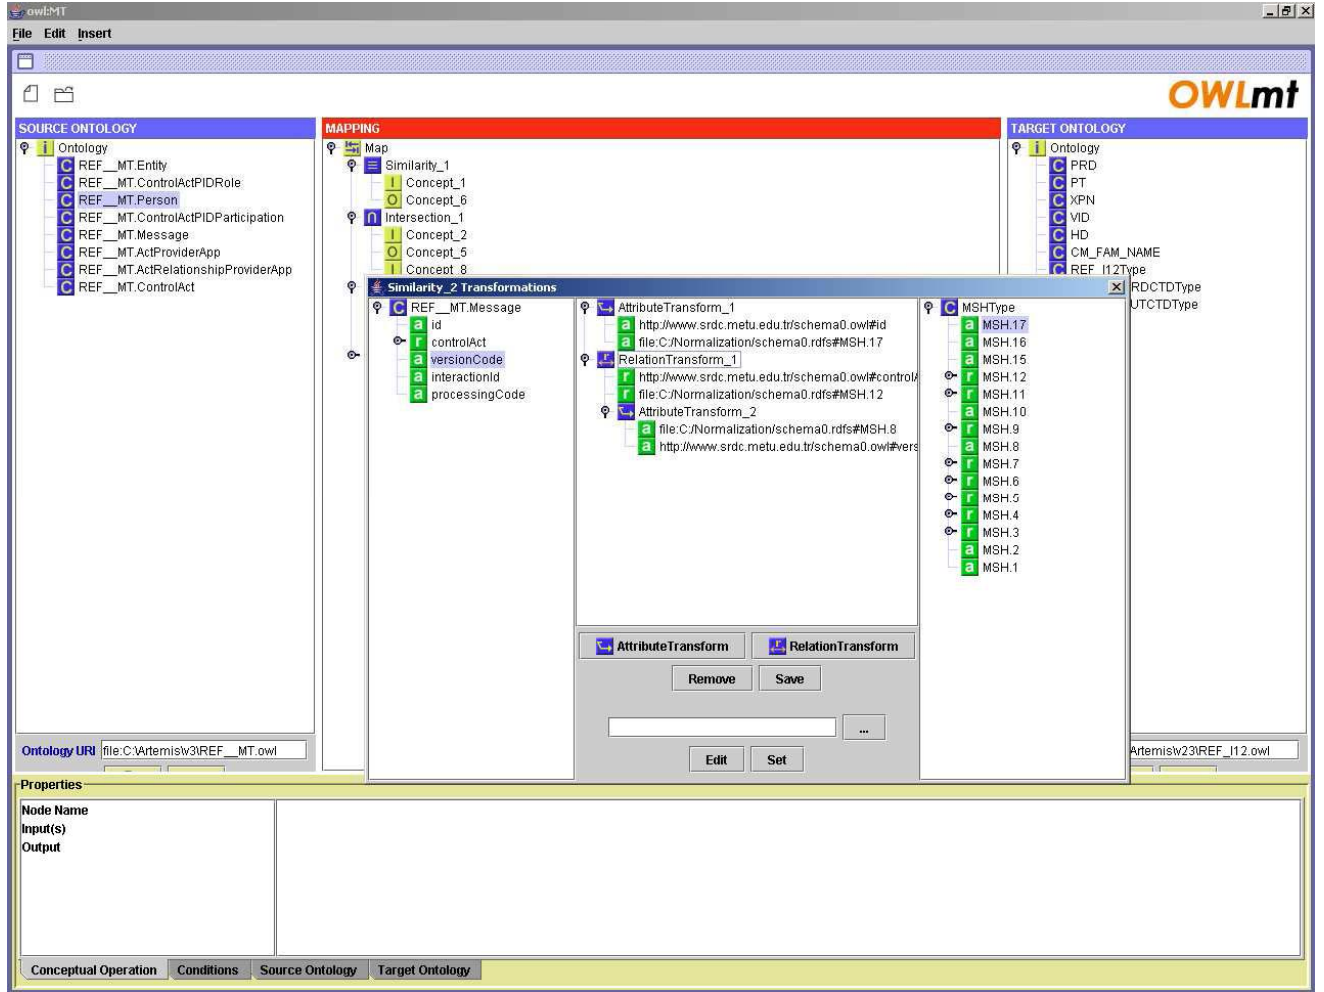 owl:MT
File Edit Insert
OWLmt
SOURCE ONTOLOGY
Ontology
REF__MT.Entity
REF__MT.ControlActPIDRole
REF__MT.Person
REF__MT.ControlActPIDParticipation
REF__MT.Message
REF__MT.ActProviderApp
REF__MT.ActRelationshipProviderApp
REF__MT.ControlAct
Ontology URI file:C:\Artemis\v3\REF__MT.owl
MAPPING
Map
Similarity_1
Concept_1
Concept_6
Intersection_1
Concept_2
Concept_5
Concept_8
TARGET ONTOLOGY
Ontology
PRD
PT
XPN
VID
HD
CM_FAM_NAME
REF_I12Type
RDCTDType
UTCTDType
Artemis\v23\REF_I12.owl
Similarity_2 Transformations
REF__MT.Message
id
controlAct
versionCode
interactionId
processingCode
AttributeTransform_1
http://www.srdc.metu.edu.tr/schema0.owl#id
file:C:/Normalization/schema0.rdfs#MSH.17
RelationTransform_1
http://www.srdc.metu.edu.tr/schema0.owl#control
file:C:/Normalization/schema0.rdfs#MSH.12
AttributeTransform_2
file:C:/Normalization/schema0.rdfs#MSH.8
http://www.srdc.metu.edu.tr/schema0.owl#vers
AttributeTransform RelationTransform
Remove Save
...
Edit Set
MSHType
MSH.17
MSH.16
MSH.15
MSH.12
MSH.11
MSH.10
MSH.9
MSH.8
MSH.7
MSH.6
MSH.5
MSH.4
MSH.3
MSH.2
MSH.1
Properties
Node Name
Input(s)
Output
Conceptual Operation Conditions Source Ontology Target Ontology